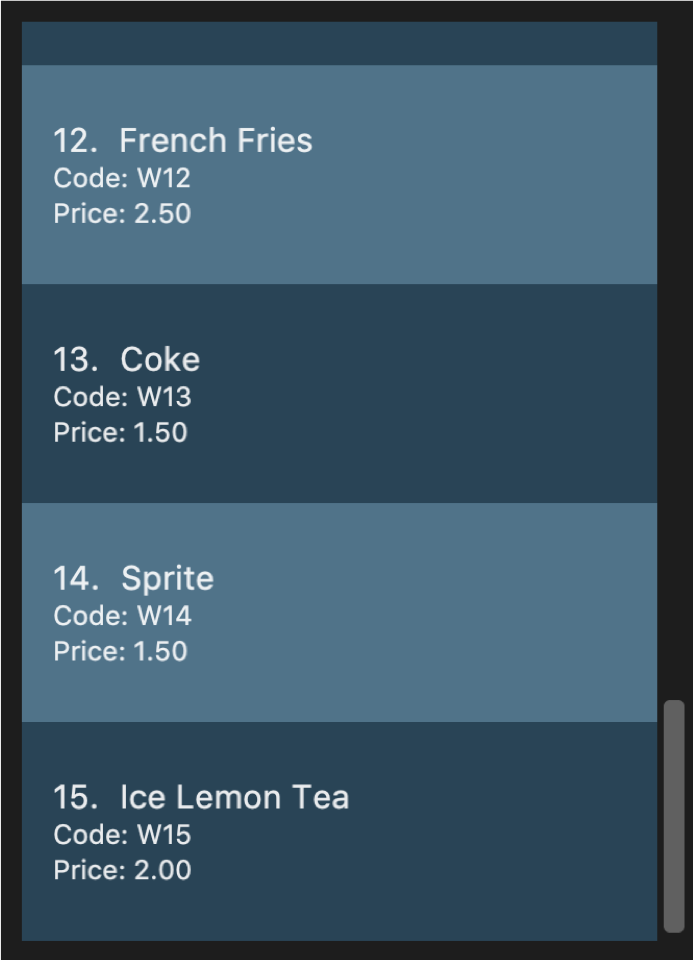 12. French Fries
Code: W12
Price: 2.50
13. Coke
Code: W13
Price: 1.50
14. Sprite
Code: W14
Price: 1.50
15. Ice Lemon Tea
Code: W15
Price: 2.00